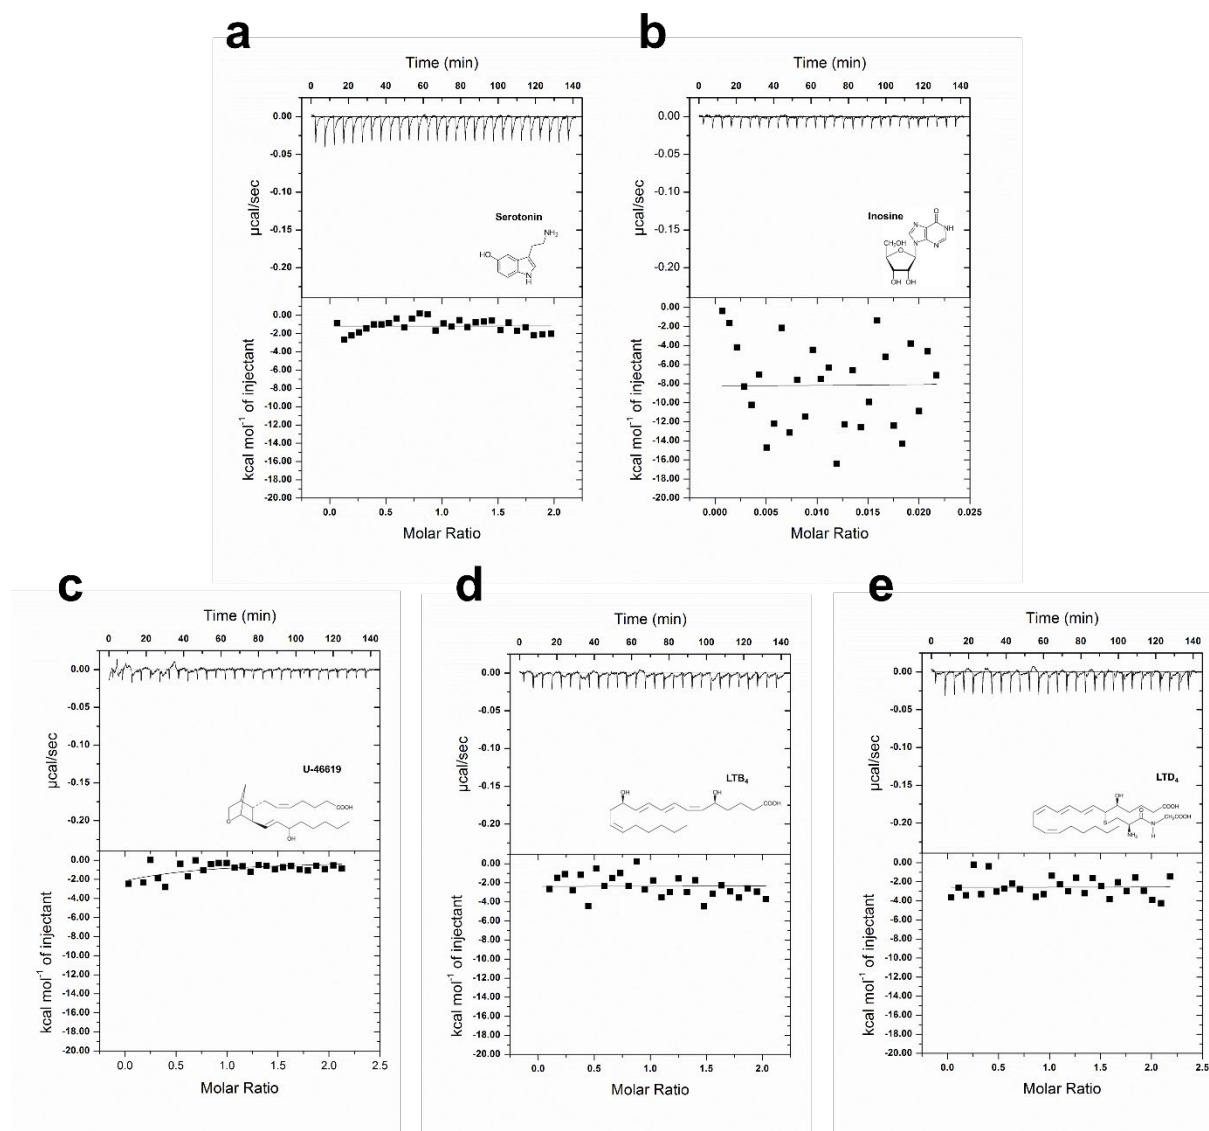 a
Time (min)
0 20 40 60 80 100 120 140
0.00
-0.05
-0.10
-0.15
-0.20
µcal/sec
Serotonin
NH₂
HO
N
H
0.00
-2.00
-4.00
-6.00
-8.00
-10.00
-12.00
-14.00
-16.00
-18.00
-20.00
kcal mol⁻¹ of injectant
0.0 0.5 1.0 1.5 2.0
Molar Ratio
b
Time (min)
0 20 40 60 80 100 120 140
0.00
-0.05
-0.10
-0.15
-0.20
µcal/sec
Inosine
O
N NH
N N
CH₂OH
O
OH OH
0.00
-2.00
-4.00
-6.00
-8.00
-10.00
-12.00
-14.00
-16.00
-18.00
-20.00
kcal mol⁻¹ of injectant
0.000 0.005 0.010 0.015 0.020 0.025
Molar Ratio
c
Time (min)
0 20 40 60 80 100 120 140
0.00
-0.05
-0.10
-0.15
-0.20
µcal/sec
U-46619
COOH
O
OH
0.00
-2.00
-4.00
-6.00
-8.00
-10.00
-12.00
-14.00
-16.00
-18.00
-20.00
kcal mol⁻¹ of injectant
0.0 0.5 1.0 1.5 2.0 2.5
Molar Ratio
d
Time (min)
0 20 40 60 80 100 120 140
0.00
-0.05
-0.10
-0.15
-0.20
µcal/sec
LTB₄
OH OH
COOH
0.00
-2.00
-4.00
-6.00
-8.00
-10.00
-12.00
-14.00
-16.00
-18.00
-20.00
kcal mol⁻¹ of injectant
0.0 0.5 1.0 1.5 2.0
Molar Ratio
e
Time (min)
0 20 40 60 80 100 120 140
0.00
-0.05
-0.10
-0.15
-0.20
µcal/sec
LTD₄
OH
COOH
O
S
N COOH
NH₂ H
0.00
-2.00
-4.00
-6.00
-8.00
-10.00
-12.00
-14.00
-16.00
-18.00
-20.00
kcal mol⁻¹ of injectant
0.0 0.5 1.0 1.5 2.0 2.5
Molar Ratio